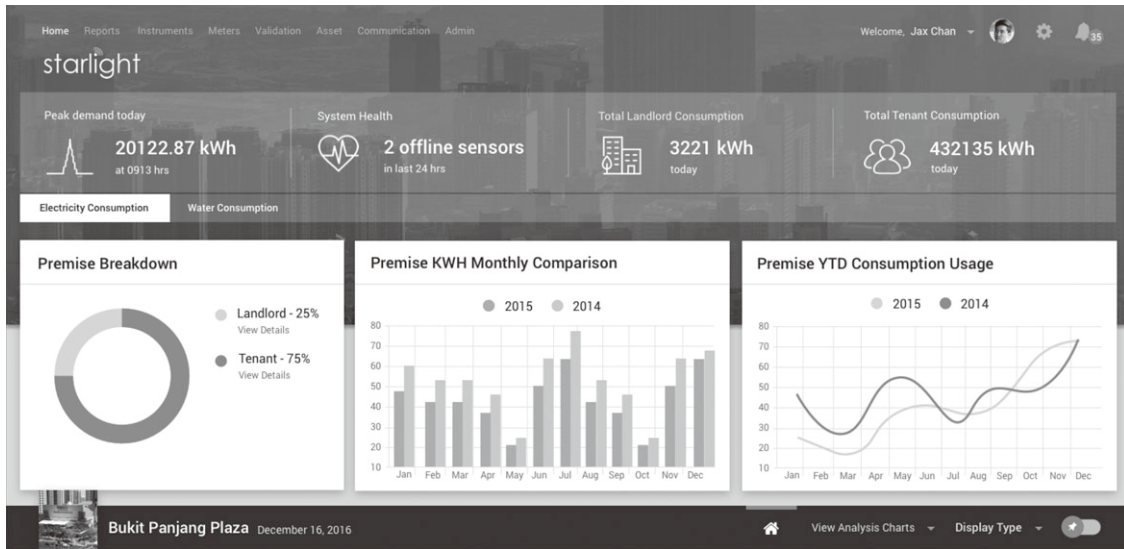 Home Reports Instruments Meters Validation Asset Communication Admin
Welcome, Jax Chan
35
starlight
Peak demand today
20122.87 kWh
at 0913 hrs
System Health
2 offline sensors
in last 24 hrs
Total Landlord Consumption
3221 kWh
today
Total Tenant Consumption
432135 kWh
today
Electricity Consumption Water Consumption
Premise Breakdown
Landlord - 25%
View Details
Tenant - 75%
View Details
Premise KWH Monthly Comparison
2015 2014
80
70
60
50
40
30
20
10
Jan Feb Mar Apr May Jun Jul Aug Sep Oct Nov Dec
Premise YTD Consumption Usage
2015 2014
80
70
60
50
40
30
20
10
Jan Feb Mar Apr May Jun Jul Aug Sep Oct Nov Dec
Bukit Panjang Plaza December 16, 2016
View Analysis Charts Display Type